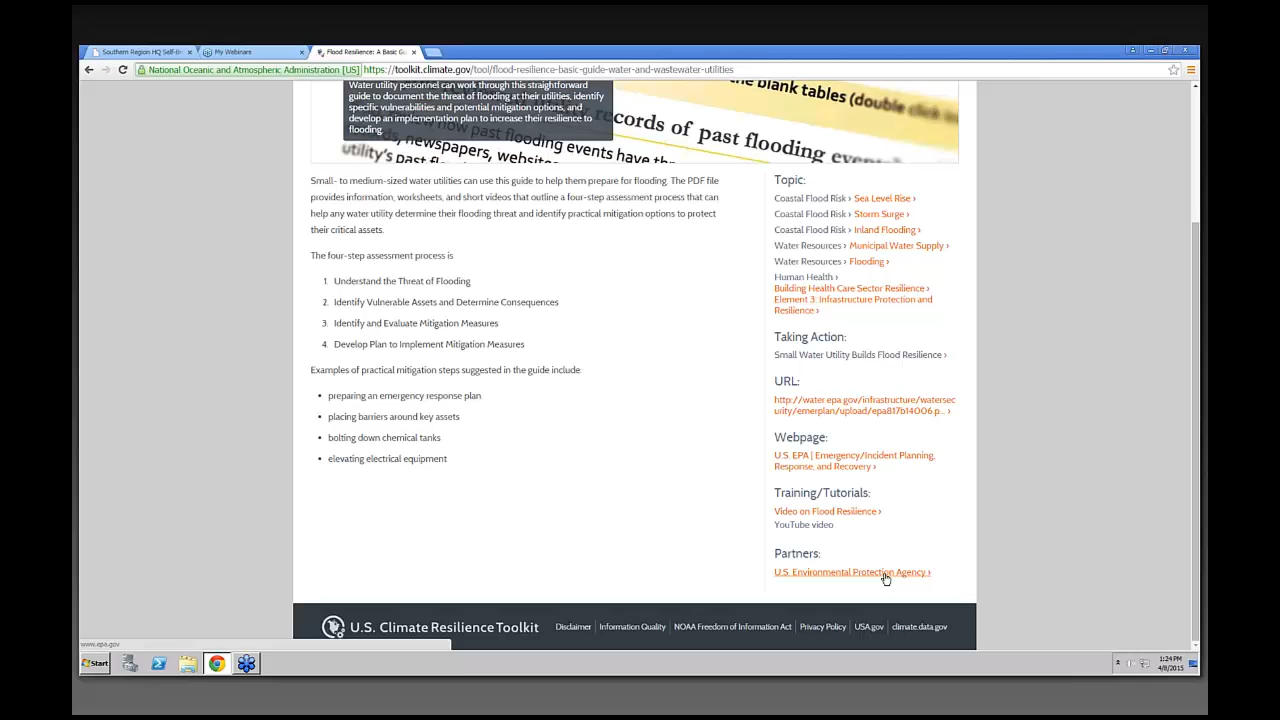 Southern Region HQ Self-Br
My Webinars
Flood Resilience: A Basic Gu
National Oceanic and Atmospheric Administration [US]
https://toolkit.climate.gov/tool/flood-resilience-basic-guide-water-and-wastewater-utilities
Water utility personnel can work through this straightforward
guide to document the threat of flooding at their utilities, identify
specific vulnerabilities and potential mitigation options, and
develop an implementation plan to increase their resilience to
flooding.
the blank tables (double click
records of past flooding
now past flooding events have
newspapers, websites
utility's past
Small- to medium-sized water utilities can use this guide to help them prepare for flooding. The PDF file
provides information, worksheets, and short videos that outline a four-step assessment process that can
help any water utility determine their flooding threat and identify practical mitigation options to protect
their critical assets.
The four-step assessment process is
1. Understand the Threat of Flooding
2. Identify Vulnerable Assets and Determine Consequences
3. Identify and Evaluate Mitigation Measures
4. Develop Plan to Implement Mitigation Measures
Examples of practical mitigation steps suggested in the guide include:
• preparing an emergency response plan
• placing barriers around key assets
• bolting down chemical tanks
• elevating electrical equipment
Topic:
Coastal Flood Risk › Sea Level Rise ›
Coastal Flood Risk › Storm Surge ›
Coastal Flood Risk › Inland Flooding ›
Water Resources › Municipal Water Supply ›
Water Resources › Flooding ›
Human Health ›
Building Health Care Sector Resilience ›
Element 3: Infrastructure Protection and
Resilience ›
Taking Action:
Small Water Utility Builds Flood Resilience ›
URL:
http://water.epa.gov/infrastructure/watersec
urity/emerplan/upload/epa817b14006.p... ›
Webpage:
U.S. EPA | Emergency/Incident Planning,
Response, and Recovery ›
Training/Tutorials:
Video on Flood Resilience ›
YouTube video
Partners:
U.S. Environmental Protection Agency ›
U.S. Climate Resilience Toolkit
Disclaimer | Information Quality | NOAA Freedom of Information Act | Privacy Policy | USA.gov | climate.data.gov
www.epa.gov
Start
1:24 PM
4/8/2015